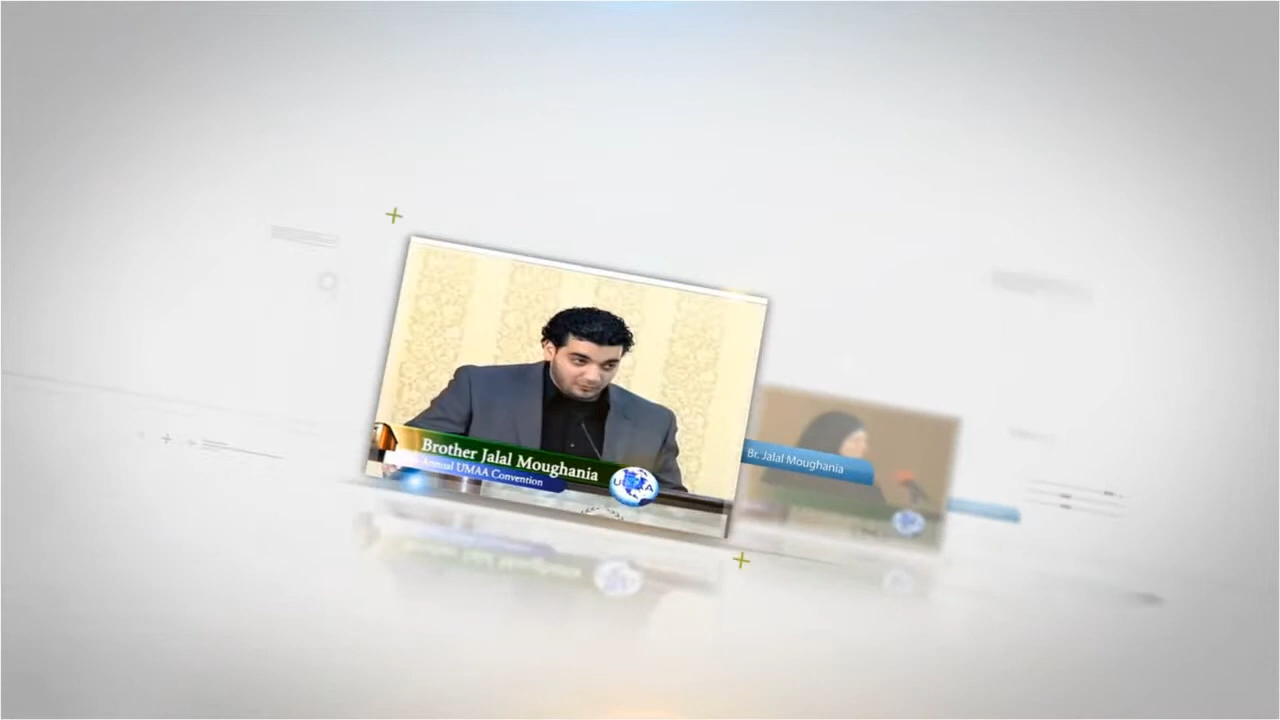 Brother Jalal Moughania
Annual UMAA Convention
Br. Jalal Moughania